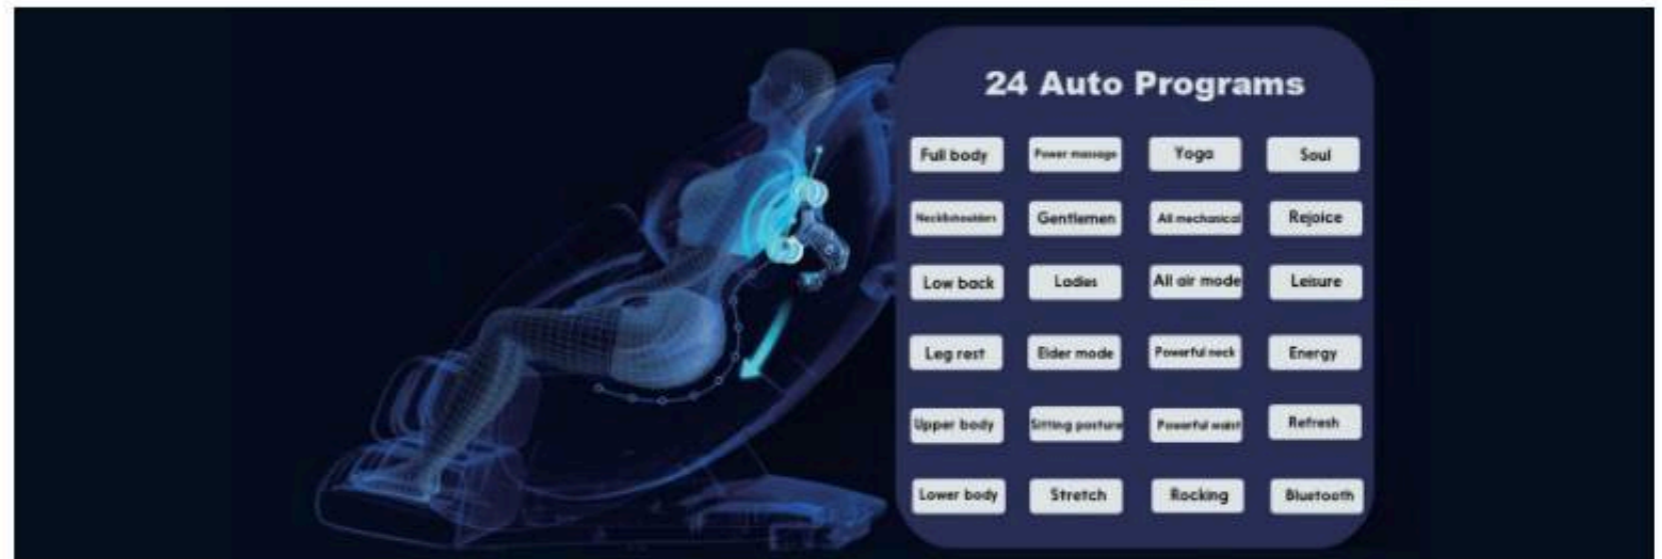 24 Auto Programs
Full body Power massage Yoga Soul
Neck&shoulders Gentlemen All mechanical Rejoice
Low back Ladies All air mode Leisure
Leg rest Elder mode Powerful neck Energy
Upper body Sitting posture Powerful waist Refresh
Lower body Stretch Rocking Bluetooth